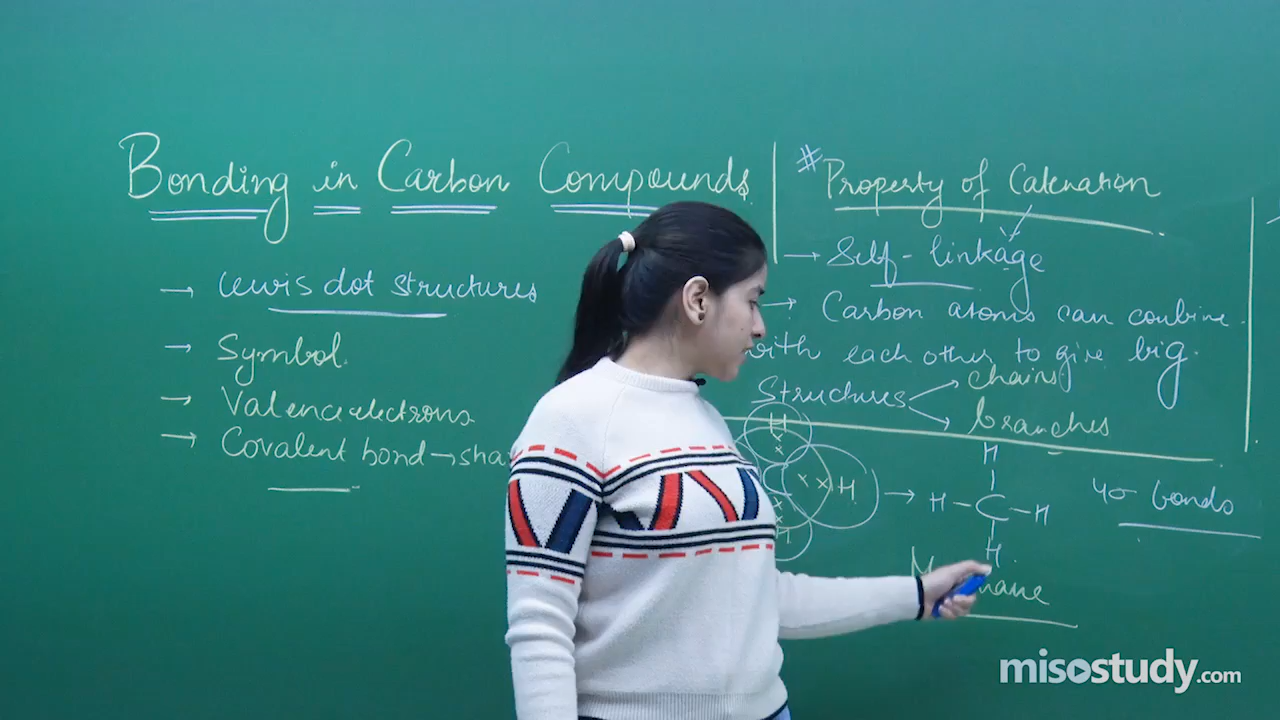 Bonding in Carbon Compounds
→ Lewis dot structures
→ Symbol
→ Valence electrons
→ Covalent bond → sha
# Property of Catenation
→ Self - linkage
→ Carbon atoms can combine
with each other to give big
Structures
chains
branches
H
C
H
H
→
H
H - C - H
H
4σ bonds
misostudy.com